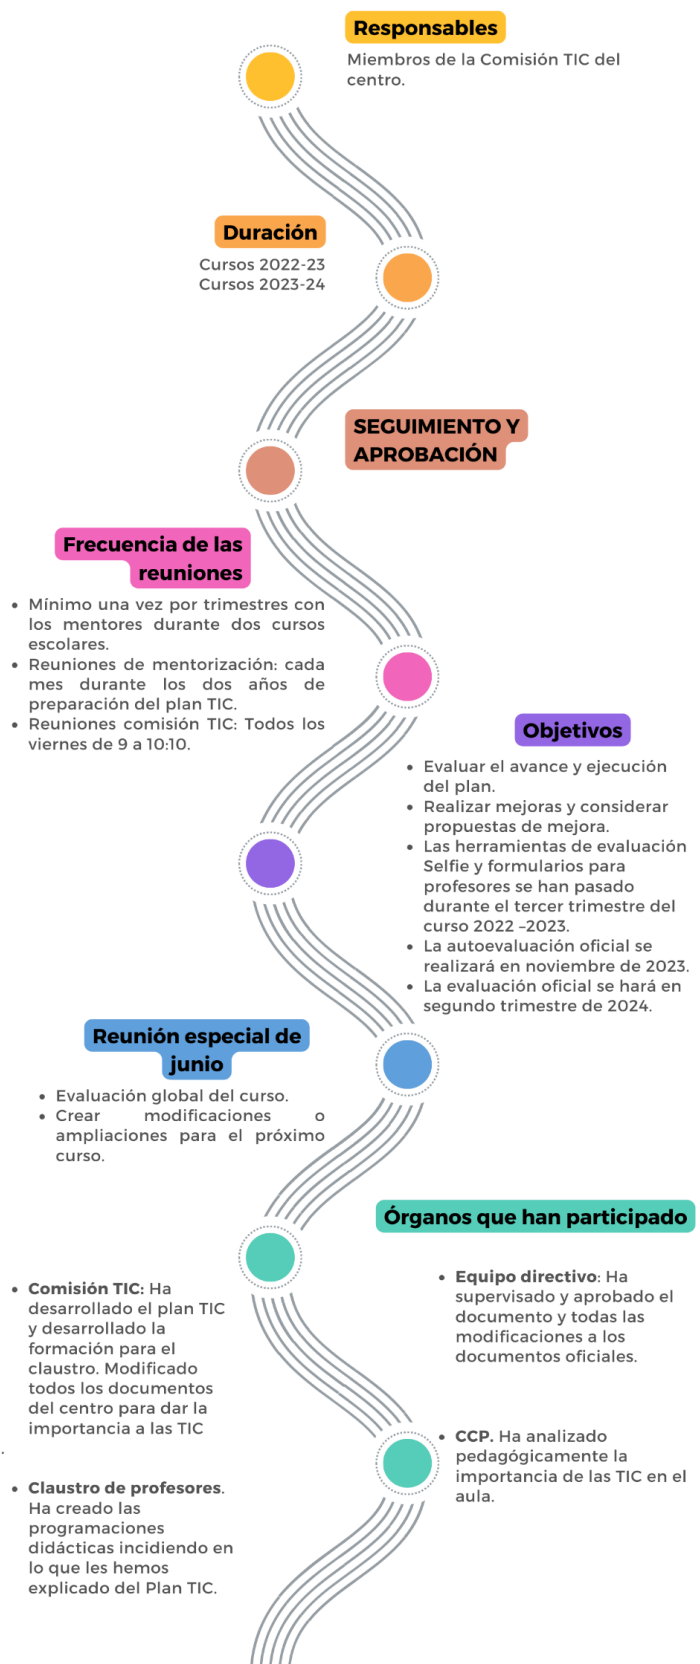 Responsables
Miembros de la Comisión TIC del
centro.
Duración
Cursos 2022-23
Cursos 2023-24
SEGUIMIENTO Y
APROBACIÓN
Frecuencia de las
reuniones
• Mínimo una vez por trimestres con
los mentores durante dos cursos
escolares.
• Reuniones de mentorización: cada
mes durante los dos años de
preparación del plan TIC.
• Reuniones comisión TIC: Todos los
viernes de 9 a 10:10.
Objetivos
• Evaluar el avance y ejecución
del plan.
• Realizar mejoras y considerar
propuestas de mejora.
• Las herramientas de evaluación
Selfie y formularios para
profesores se han pasado
durante el tercer trimestre del
curso 2022 –2023.
• La autoevaluación oficial se
realizará en noviembre de 2023.
• La evaluación oficial se hará en
segundo trimestre de 2024.
Reunión especial de
junio
• Evaluación global del curso.
• Crear modificaciones o
ampliaciones para el próximo
curso.
Órganos que han participado
• Comisión TIC: Ha
desarrollado el plan TIC
y desarrollado la
formación para el
claustro. Modificado
todos los documentos
del centro para dar la
importancia a las TIC
.
• Equipo directivo: Ha
supervisado y aprobado el
documento y todas las
modificaciones a los
documentos oficiales.
• Claustro de profesores.
Ha creado las
programaciones
didácticas incidiendo en
lo que les hemos
explicado del Plan TIC.
• CCP. Ha analizado
pedagógicamente la
importancia de las TIC en el
aula.